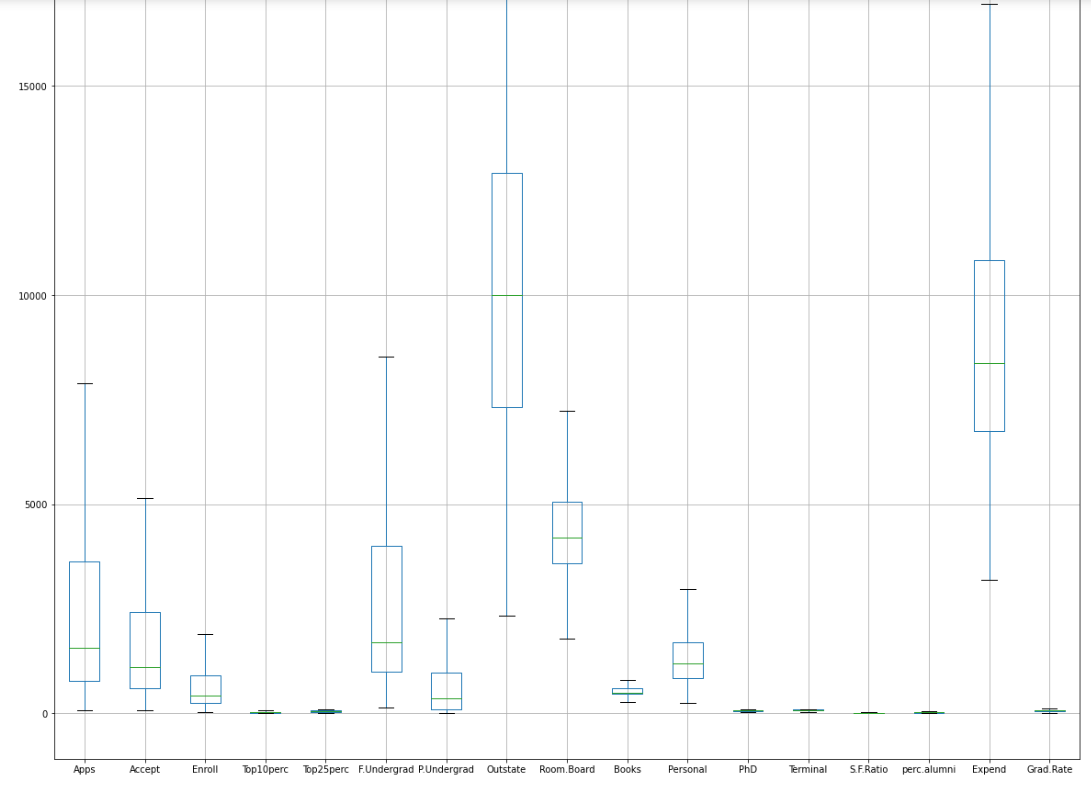 15000
10000
5000
0
Apps Accept Enroll Top10perc Top25perc F.Undergrad P.Undergrad Outstate Room.Board Books Personal PhD Terminal S.F.Ratio perc.alumni Expend Grad.Rate